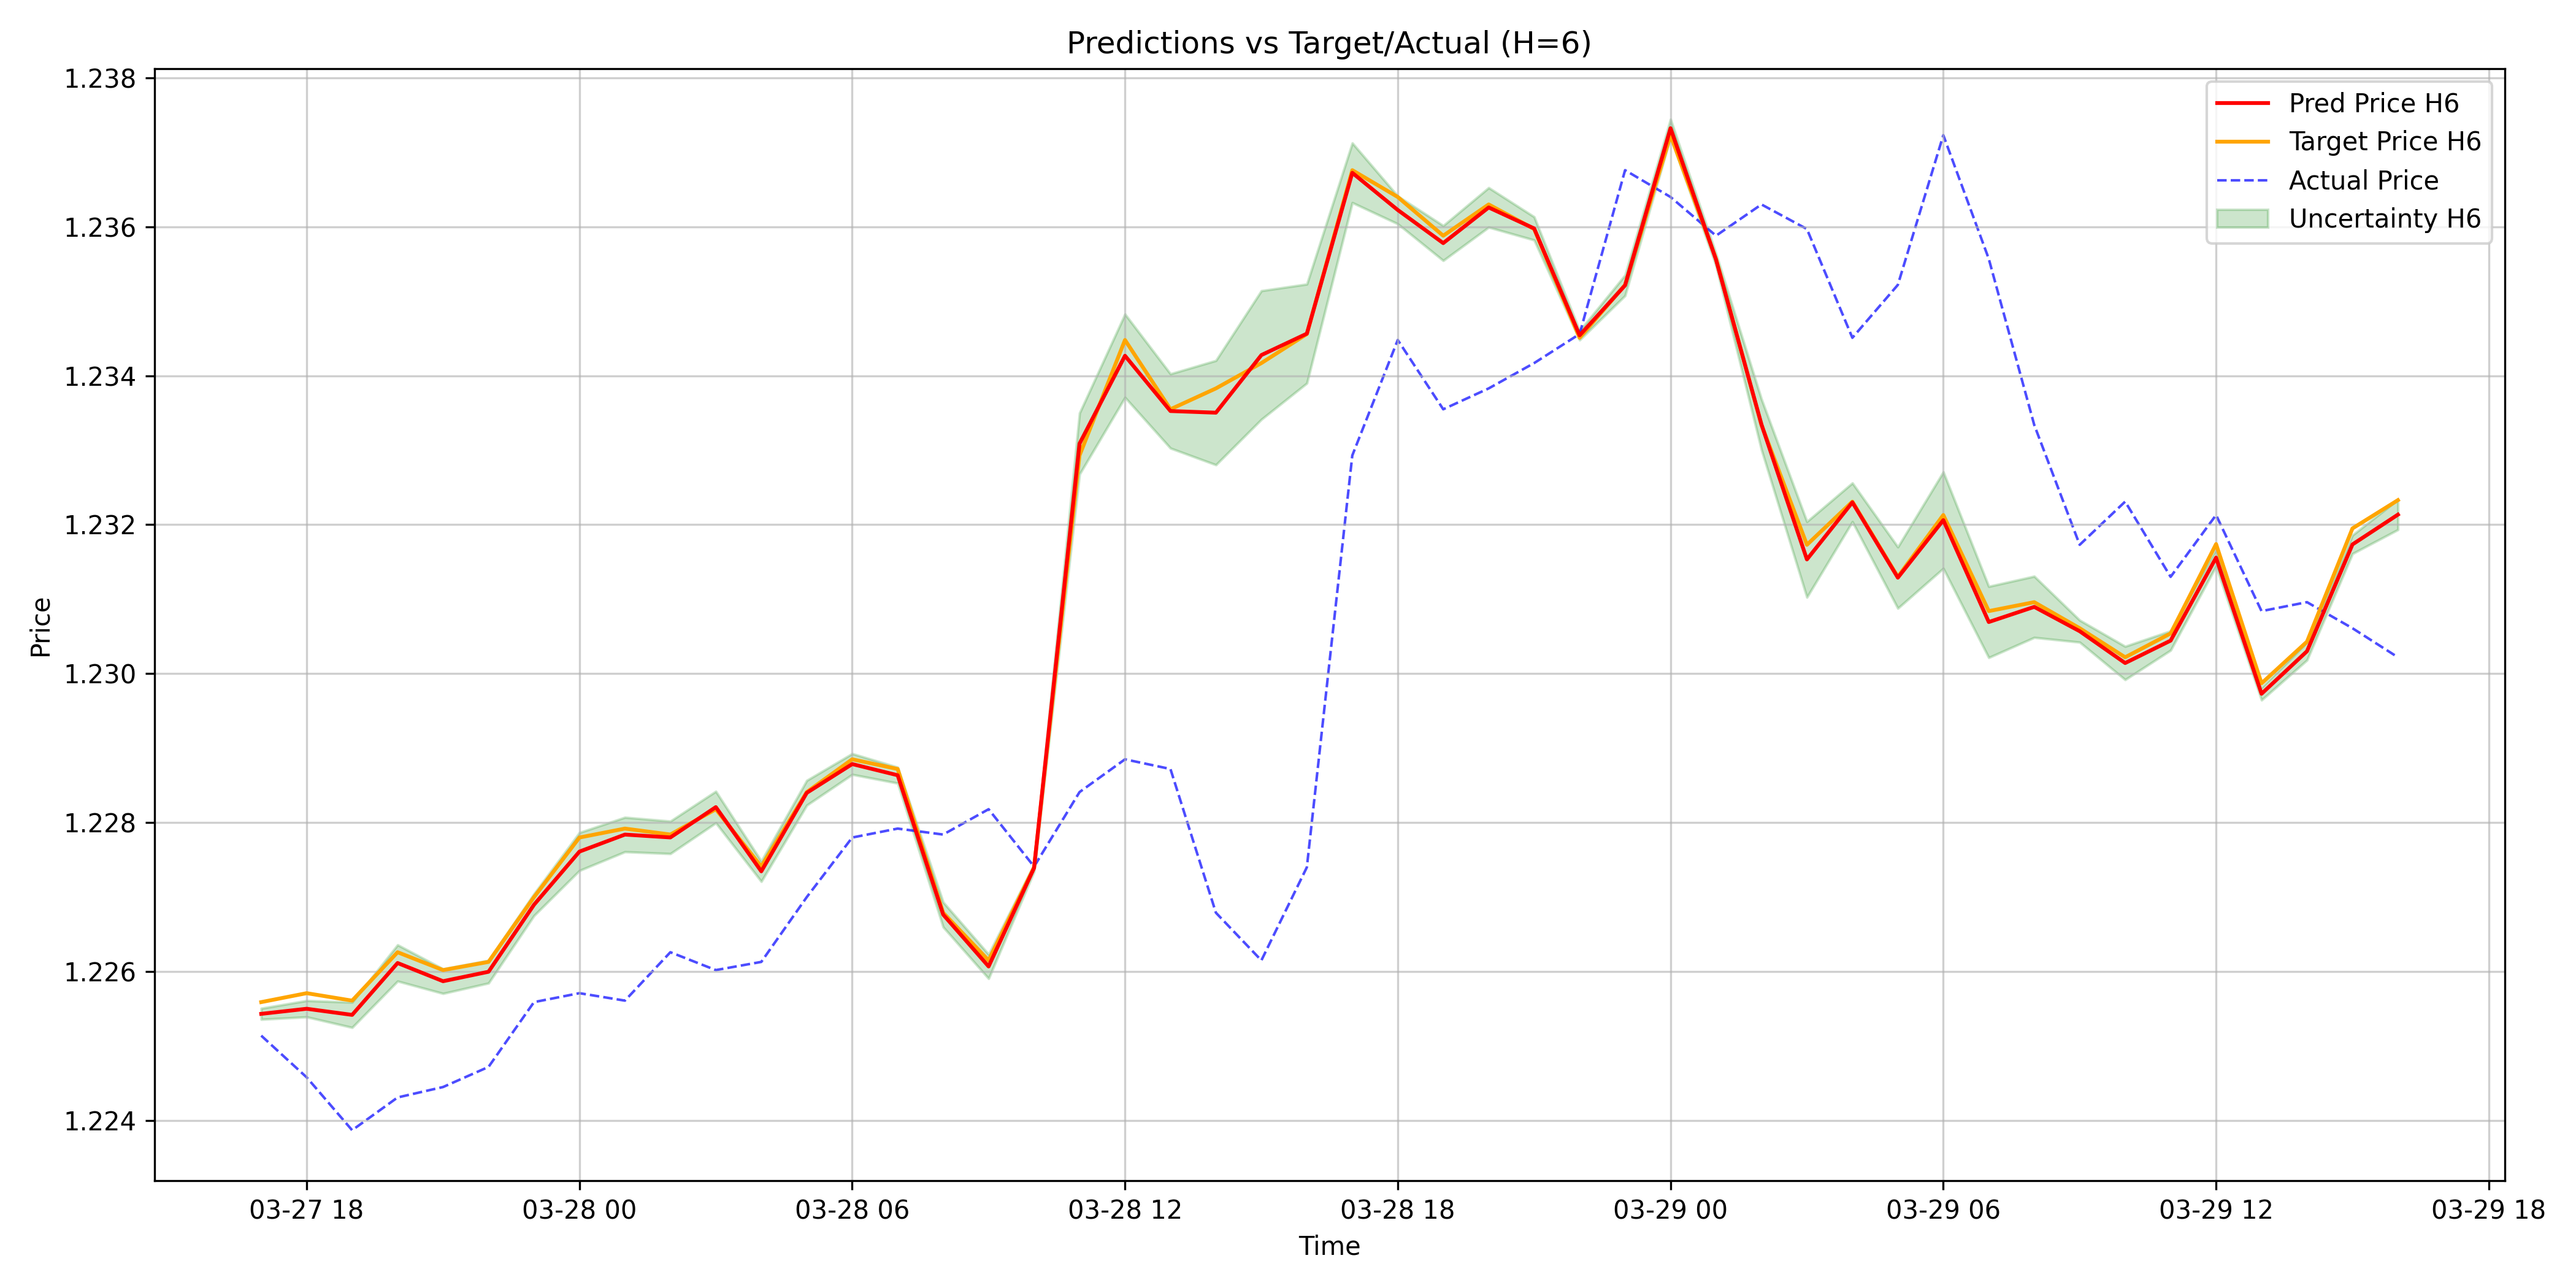 Predictions vs Target/Actual (H=6)
1.238
1.236
1.234
1.232
1.230
1.228
1.226
1.224
Price
Pred Price H6
Target Price H6
Actual Price
Uncertainty H6
03-27 18
03-28 00
03-28 06
03-28 12
03-28 18
03-29 00
03-29 06
03-29 12
03-29 18
Time